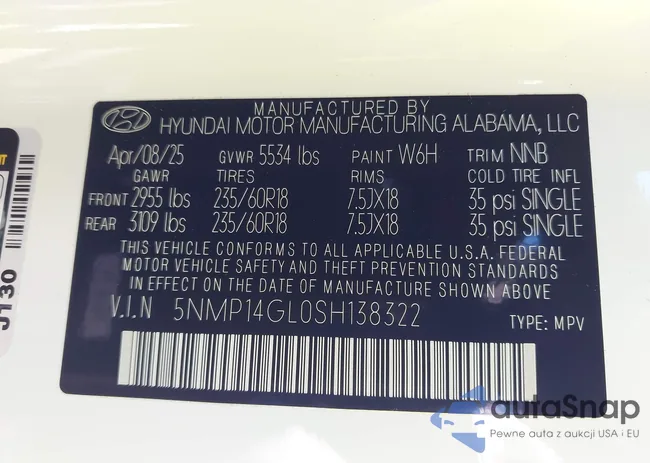 MANUFACTURED BY
HYUNDAI MOTOR MANUFACTURING ALABAMA, LLC
Apr/08/25 GVWR 5534 lbs PAINT W6H TRIM NNB
GAWR TIRES RIMS COLD TIRE INFL
FRONT 2955 lbs 235/60R18 7.5JX18 35 psi SINGLE
REAR 3109 lbs 235/60R18 7.5JX18 35 psi SINGLE
THIS VEHICLE CONFORMS TO ALL APPLICABLE U.S.A. FEDERAL
MOTOR VEHICLE SAFETY AND THEFT PREVENTION STANDARDS
IN EFFECT ON THE DATE OF MANUFACTURE SHOWN ABOVE.
V.I.N 5NMP14GL0SH138322 TYPE: MPV
J130
autoSnap
Pewne auta z aukcji USA i EU